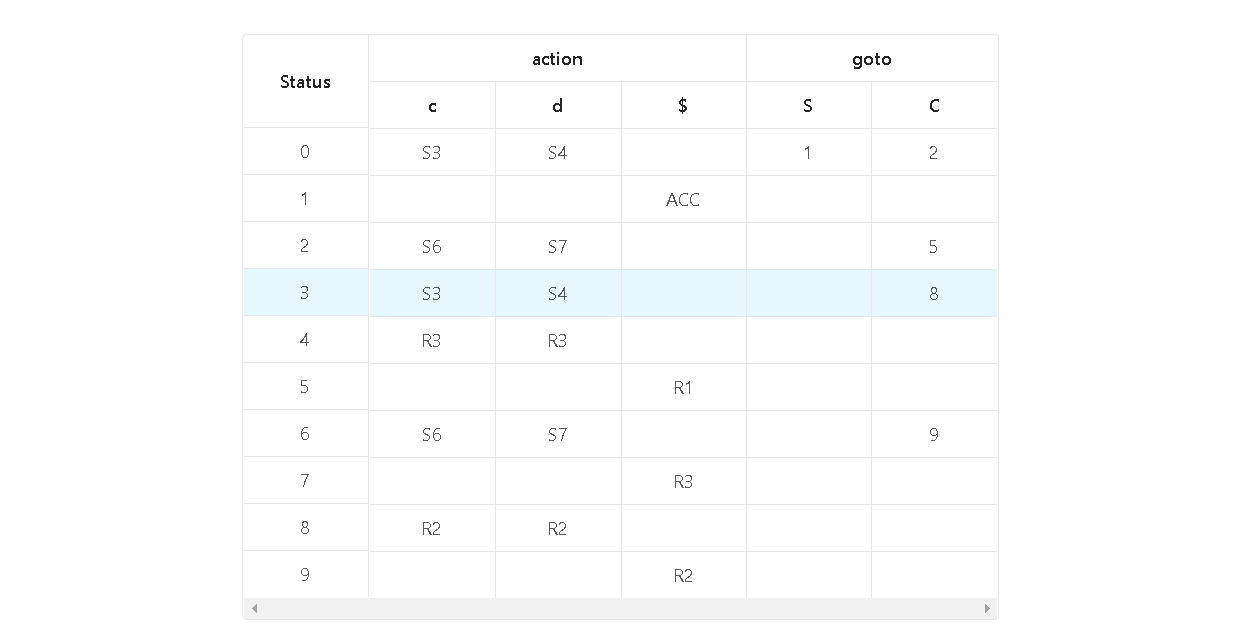 Status action goto
c d $ S C
0 S3 S4 1 2
1 ACC
2 S6 S7 5
3 S3 S4 8
4 R3 R3
5 R1
6 S6 S7 9
7 R3
8 R2 R2
9 R2